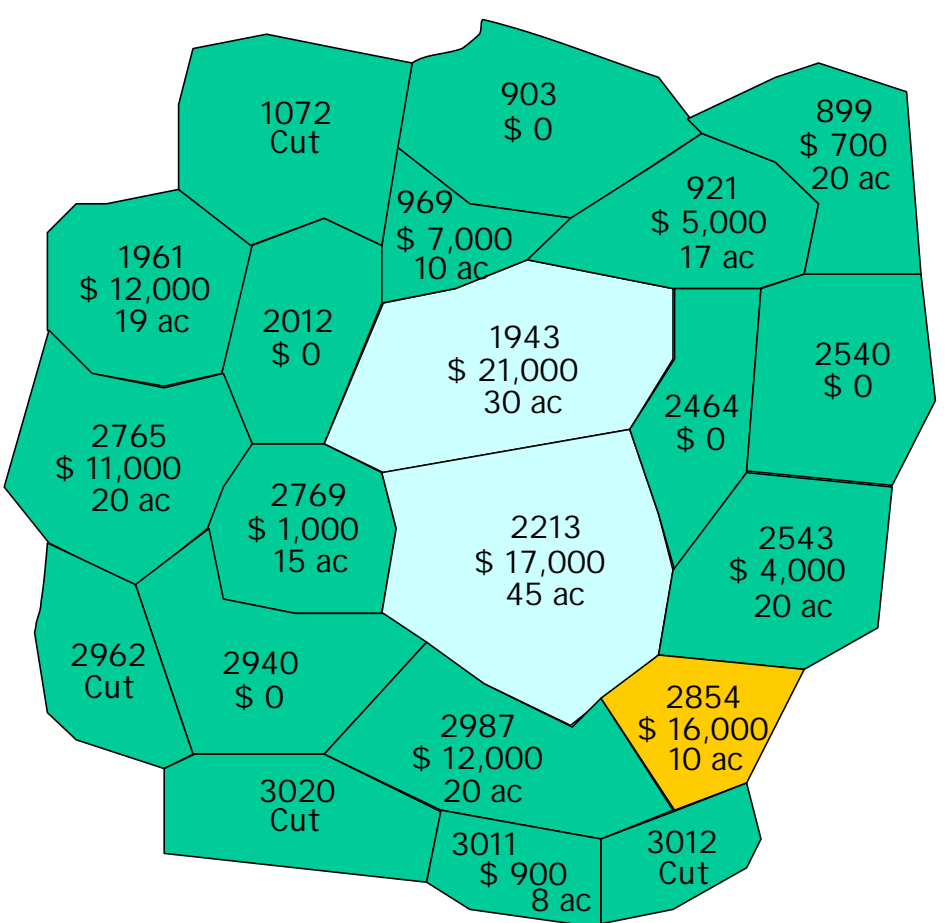 1072
Cut
903
$ 0
899
$ 700
20 ac
969
$ 7,000
10 ac
921
$ 5,000
17 ac
1961
$ 12,000
19 ac
2012
$ 0
1943
$ 21,000
30 ac
2464
$ 0
2540
$ 0
2765
$ 11,000
20 ac
2769
$ 1,000
15 ac
2213
$ 17,000
45 ac
2543
$ 4,000
20 ac
2962
Cut
2940
$ 0
2987
$ 12,000
20 ac
2854
$ 16,000
10 ac
3020
Cut
3011
$ 900
8 ac
3012
Cut